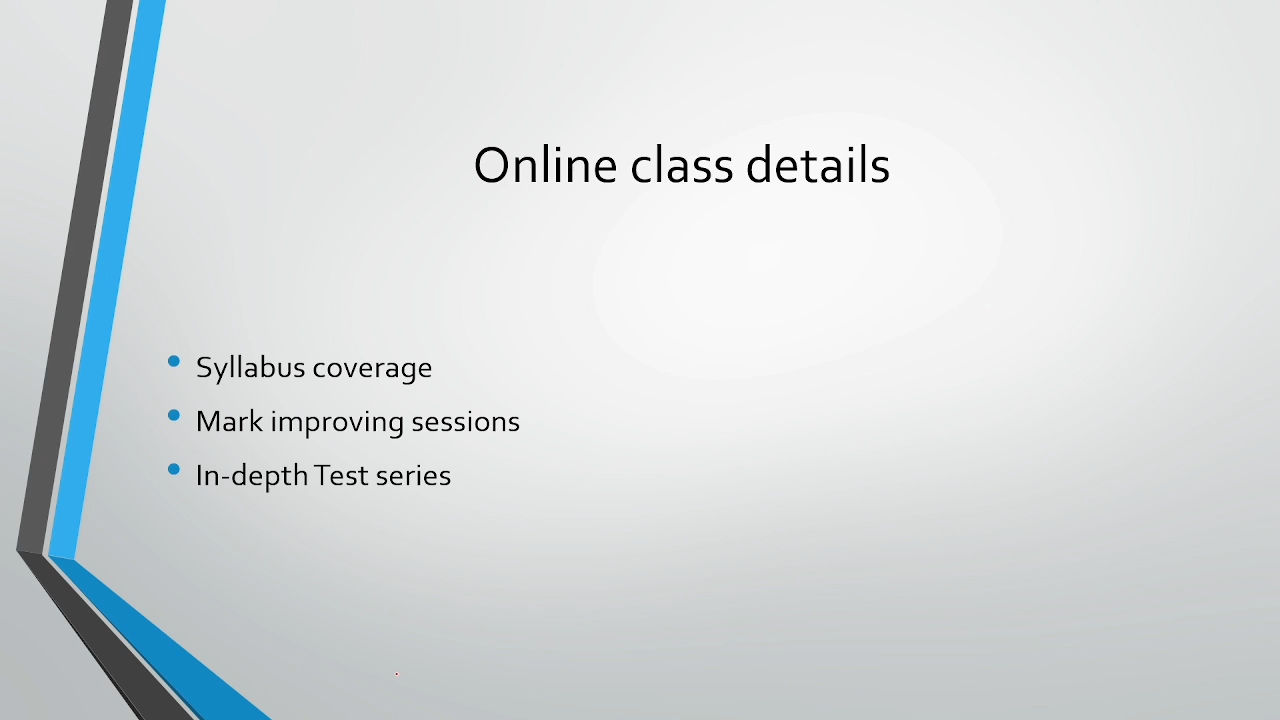 Online class details
Syllabus coverage
Mark improving sessions
In-depth Test series